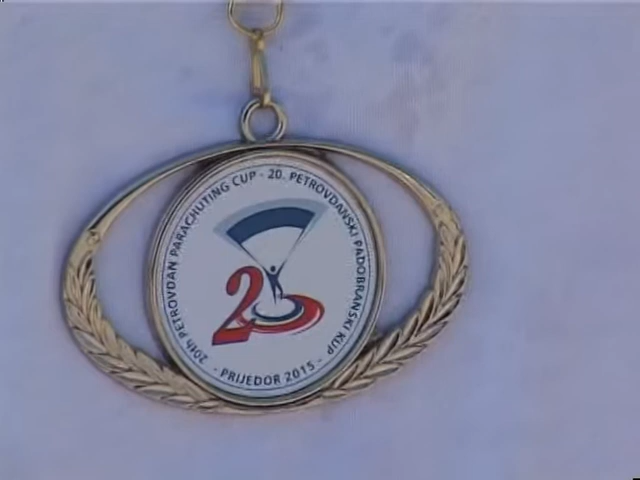 20th PETROVDAN PARACHUTING CUP - 20. PETROVDANSKI PADOBRANSKI KUP
- PRIJEDOR 2015 -
20